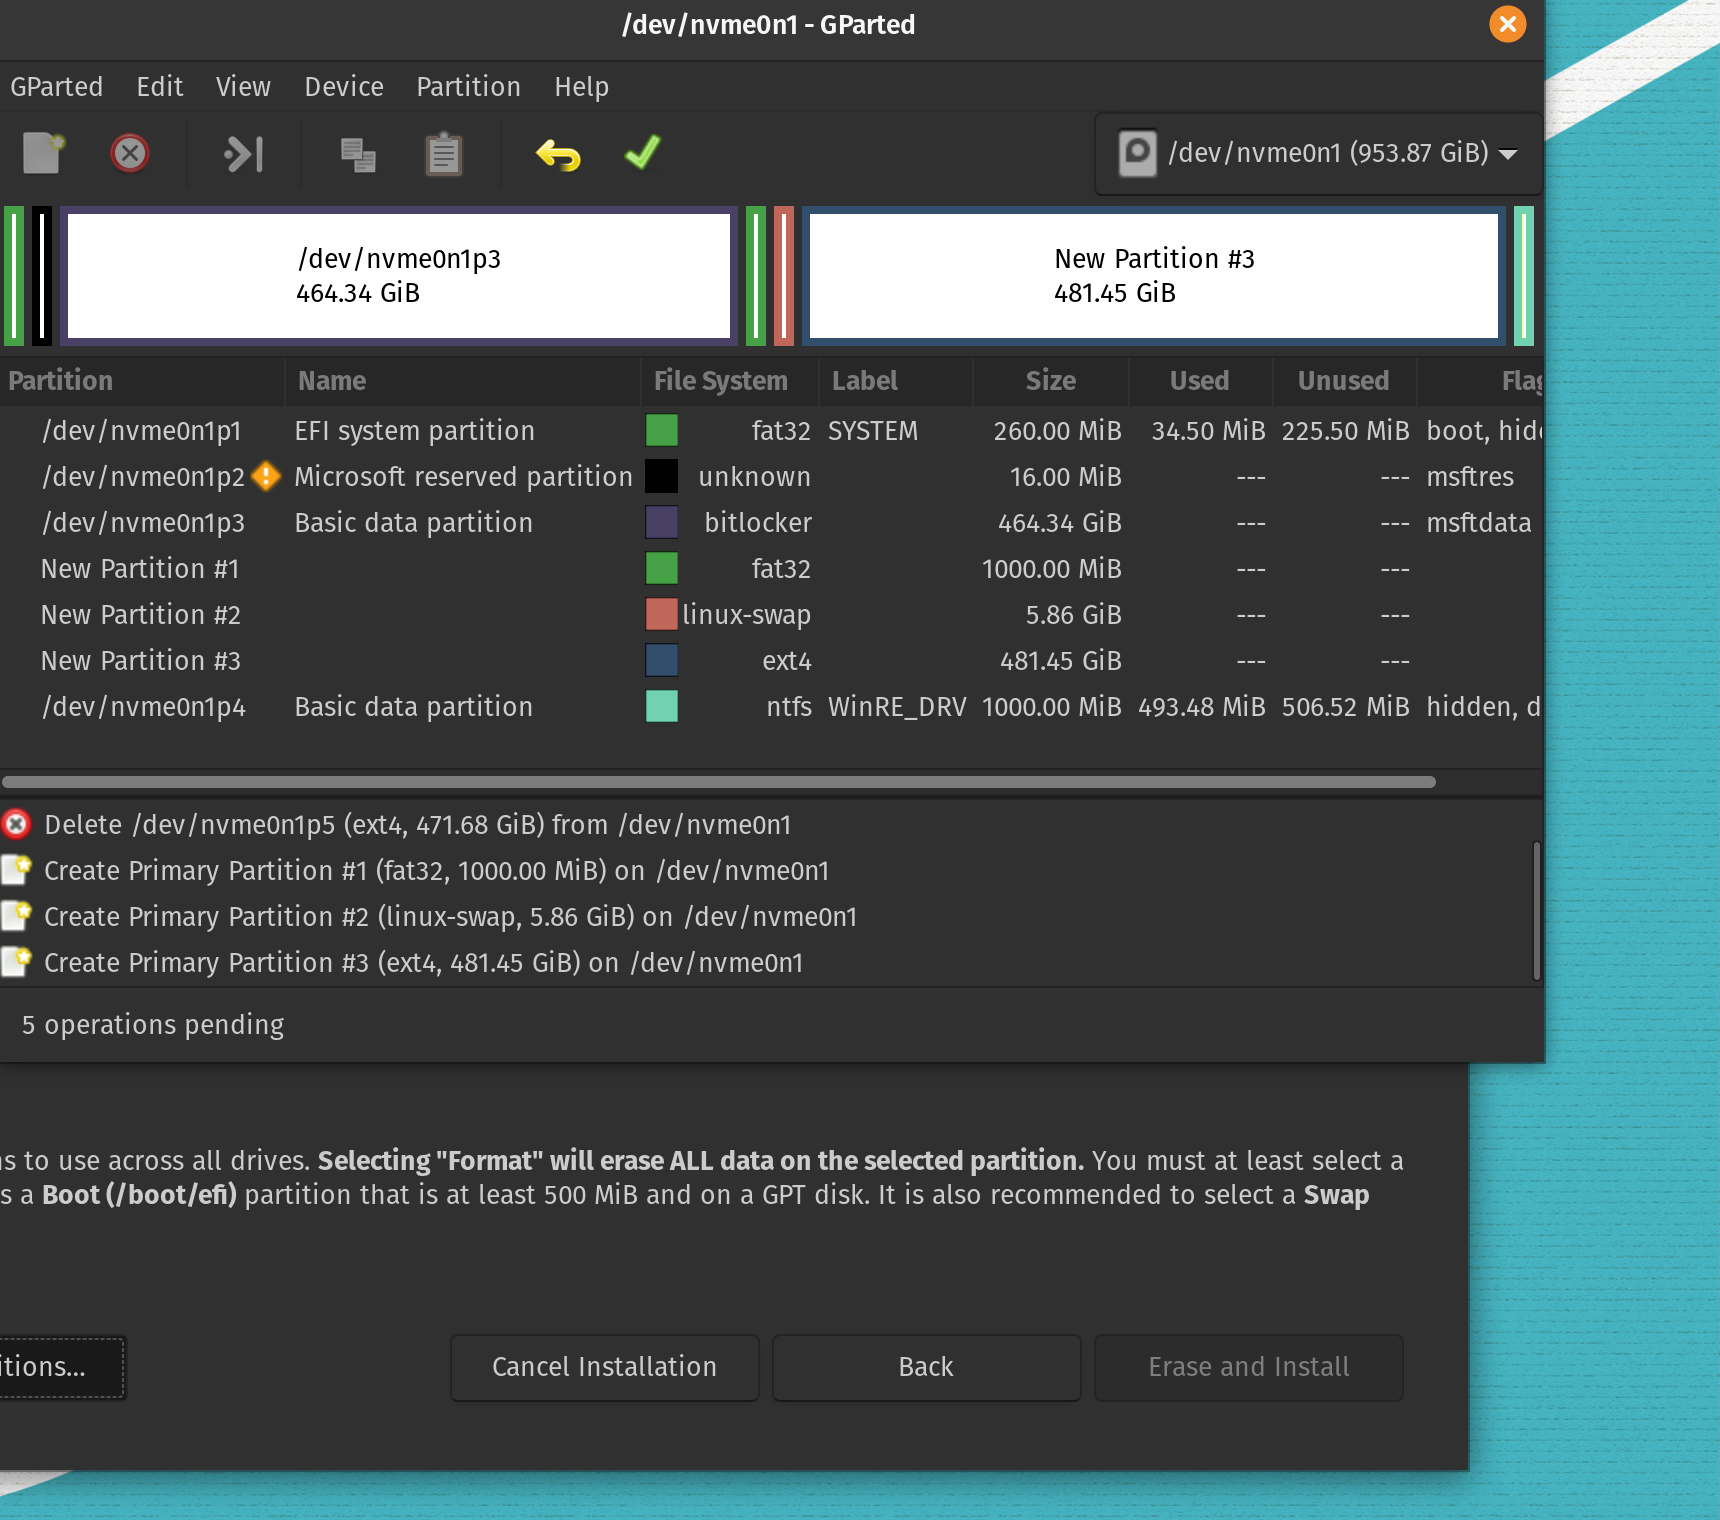 /dev/nvme0n1 - GParted
GParted Edit View Device Partition Help
/dev/nvme0n1 (953.87 GiB)
/dev/nvme0n1p3
464.34 GiB
New Partition #3
481.45 GiB
Partition Name File System Label Size Used Unused Flag
/dev/nvme0n1p1 EFI system partition fat32 SYSTEM 260.00 MiB 34.50 MiB 225.50 MiB boot, hid
/dev/nvme0n1p2 Microsoft reserved partition unknown 16.00 MiB --- --- msftres
/dev/nvme0n1p3 Basic data partition bitlocker 464.34 GiB --- --- msftdata
New Partition #1 fat32 1000.00 MiB --- ---
New Partition #2 linux-swap 5.86 GiB --- ---
New Partition #3 ext4 481.45 GiB --- ---
/dev/nvme0n1p4 Basic data partition ntfs WinRE_DRV 1000.00 MiB 493.48 MiB 506.52 MiB hidden, d
Delete /dev/nvme0n1p5 (ext4, 471.68 GiB) from /dev/nvme0n1
Create Primary Partition #1 (fat32, 1000.00 MiB) on /dev/nvme0n1
Create Primary Partition #2 (linux-swap, 5.86 GiB) on /dev/nvme0n1
Create Primary Partition #3 (ext4, 481.45 GiB) on /dev/nvme0n1
5 operations pending
ns to use across all drives. Selecting "Format" will erase ALL data on the selected partition. You must at least select a
s a Boot (/boot/efi) partition that is at least 500 MiB and on a GPT disk. It is also recommended to select a Swap
itions... Cancel Installation Back Erase and Install